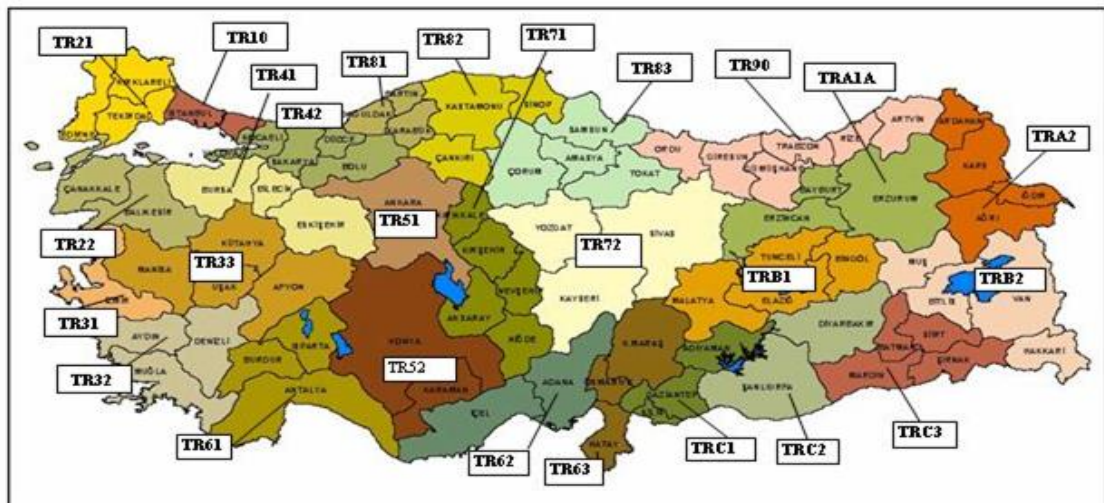 TR21
TR10
TR82
TR71
TR41
TR81
TR83
TR90
TRA1A
TR42
TRA2
KIRKLARELİ
TEKİRDAĞ
İSTANBUL
KOCAELİ
SAKARYA
DÜZCE
BOLU
BARTIN
KARABÜK
KASTAMONU
SİNOP
ÇANKIRI
SAMSUN
AMASYA
ÇORUM
TOKAT
ORDU
GİRESUN
TRABZON
RİZE
ARTVİN
ARDAHAN
KARS
IĞDIR
AĞRI
BAYBURT
ERZURUM
ERZİNCAN
ÇANAKKALE
BALIKESİR
BURSA
BİLECİK
ESKİŞEHİR
ANKARA
KIRŞEHİR
YOZDAT
SİVAS
TR22
TR33
TR51
TR72
TRB1
TRB2
KÜTAHYA
MANİSA
UŞAK
AFYON
İZMİR
NEVŞEHİR
AKSARAY
NİĞDE
KAYSERİ
MALATYA
TUNCELİ
BİNGÖL
ELAZIĞ
MUŞ
BİTLİS
VAN
HAKKARİ
TR31
TR32
AYDIN
DENİZLİ
MUĞLA
BURDUR
ISPARTA
ANTALYA
KONYA
TR52
KARAMAN
İÇEL
ADANA
K.MARAŞ
OSMANİYE
HATAY
GAZİANTEP
KİLİS
ADIYAMAN
ŞANLIURFA
DİYARBAKIR
BATMAN
SİİRT
ŞIRNAK
MARDİN
TR61
TR62
TR63
TRC1
TRC2
TRC3